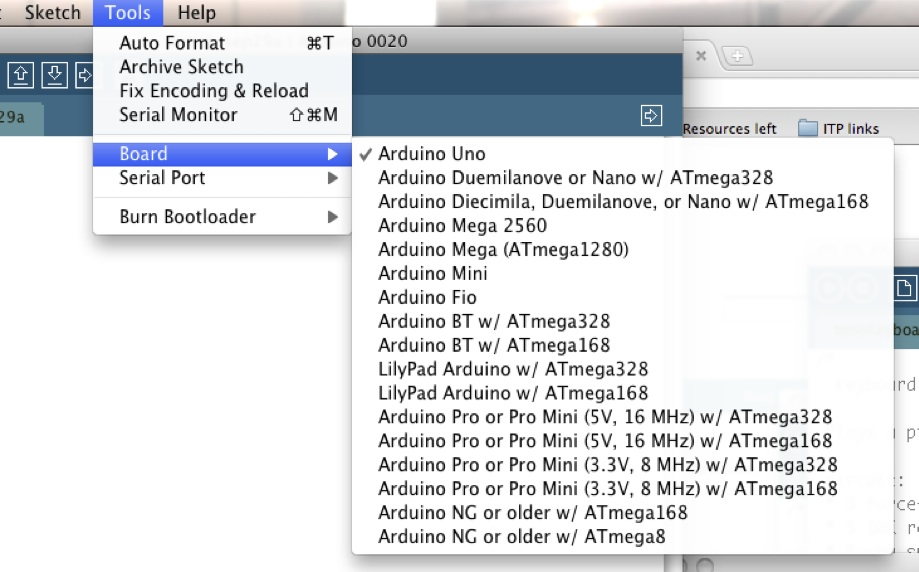 Sketch Tools Help
0020
29a
Auto Format ⌘T
Archive Sketch
Fix Encoding & Reload
Serial Monitor ⇧⌘M
Board
Serial Port
Burn Bootloader
✓ Arduino Uno
Arduino Duemilanove or Nano w/ ATmega328
Arduino Diecimila, Duemilanove, or Nano w/ ATmega168
Arduino Mega 2560
Arduino Mega (ATmega1280)
Arduino Mini
Arduino Fio
Arduino BT w/ ATmega328
Arduino BT w/ ATmega168
LilyPad Arduino w/ ATmega328
LilyPad Arduino w/ ATmega168
Arduino Pro or Pro Mini (5V, 16 MHz) w/ ATmega328
Arduino Pro or Pro Mini (5V, 16 MHz) w/ ATmega168
Arduino Pro or Pro Mini (3.3V, 8 MHz) w/ ATmega328
Arduino Pro or Pro Mini (3.3V, 8 MHz) w/ ATmega168
Arduino NG or older w/ ATmega168
Arduino NG or older w/ ATmega8
Resources left
ITP links